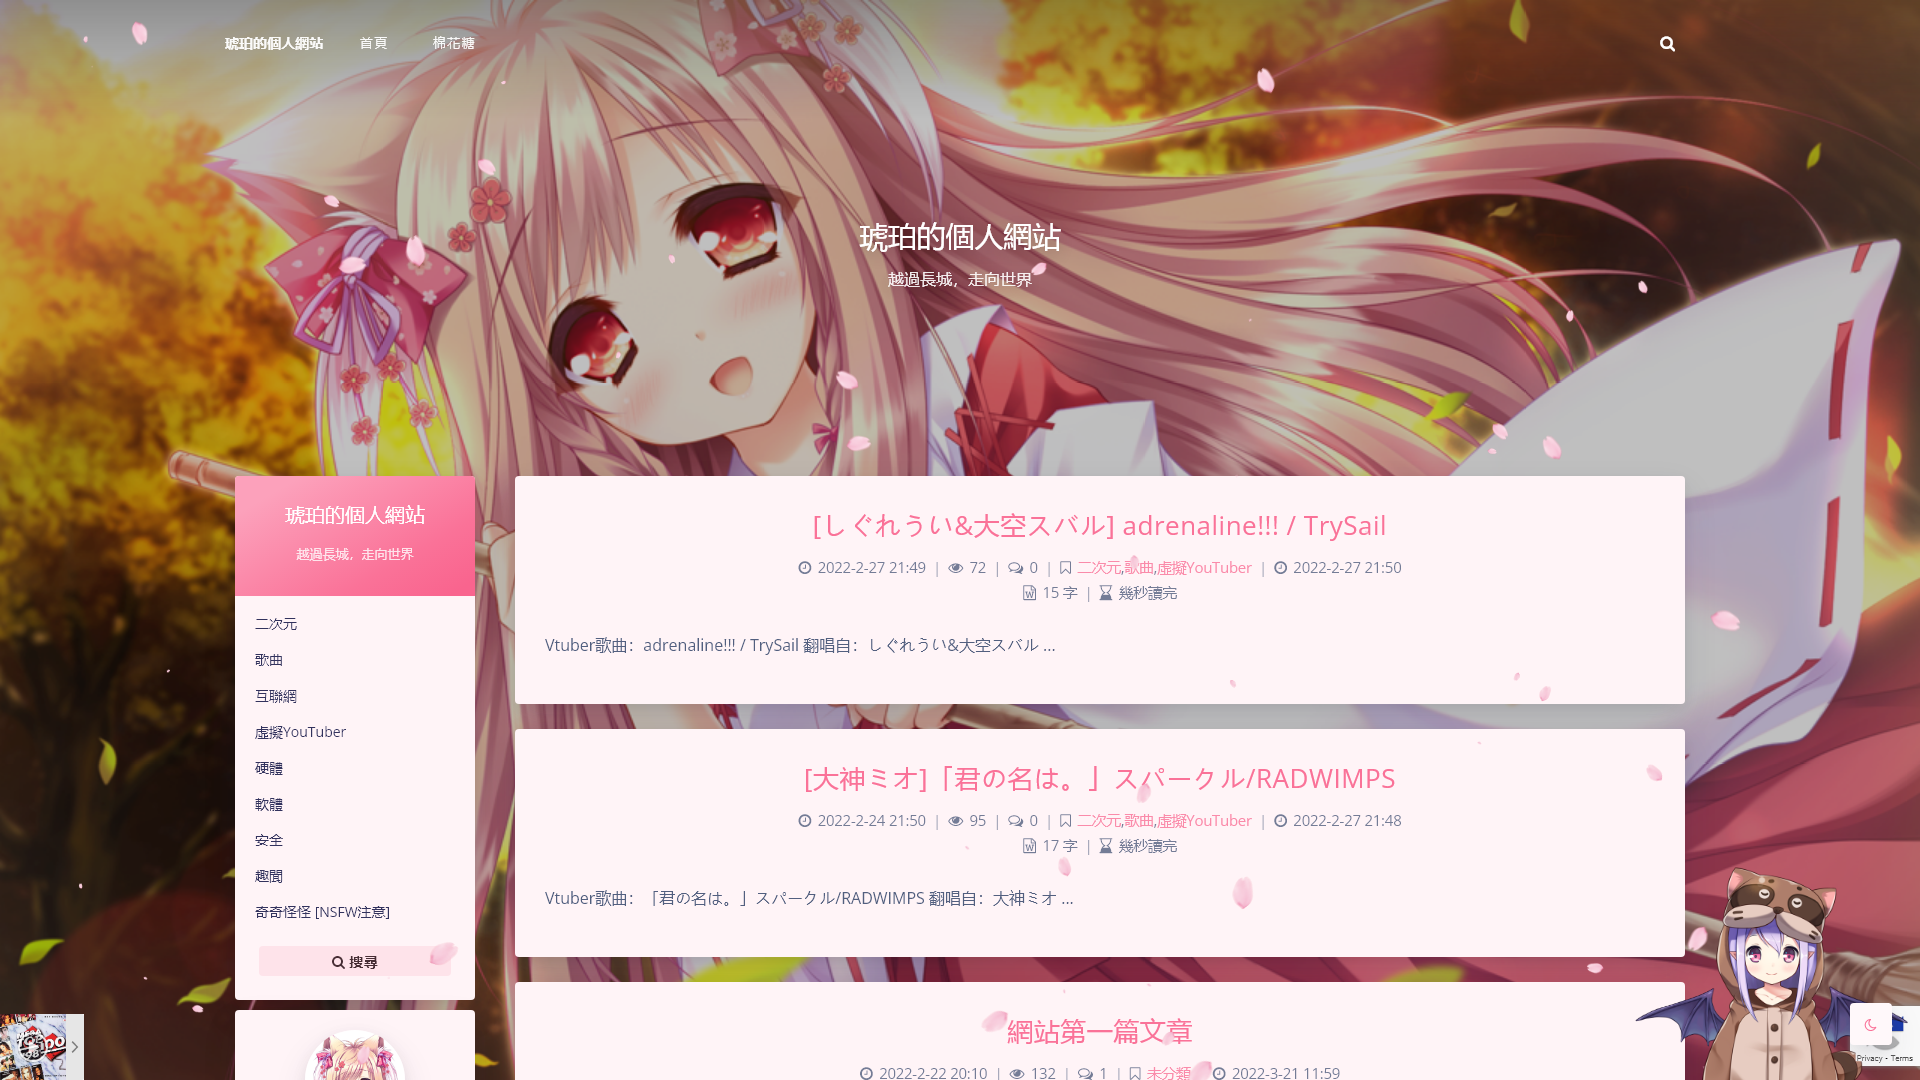 琥珀的個人網站 首頁 棉花糖
琥珀的個人網站
越過長城，走向世界
琥珀的個人網站
越過長城，走向世界
二次元
歌曲
互聯網
虛擬YouTuber
硬體
軟體
安全
趣聞
奇奇怪怪 [NSFW注意]
搜尋
[しぐれうい&大空スバル] adrenaline!!! / TrySail
2022-2-27 21:49 | 72 | 0 | 二次元,歌曲,虛擬YouTuber | 2022-2-27 21:50
15 字 | 幾秒讀完
Vtuber歌曲：adrenaline!!! / TrySail 翻唱自：しぐれうい&大空スバル ...
[大神ミオ]「君の名は。」スパークル/RADWIMPS
2022-2-24 21:50 | 95 | 0 | 二次元,歌曲,虛擬YouTuber | 2022-2-27 21:48
17 字 | 幾秒讀完
Vtuber歌曲：「君の名は。」スパークル/RADWIMPS 翻唱自：大神ミオ ...
網站第一篇文章
2022-2-22 20:10 | 132 | 1 | 未分類 | 2022-3-21 11:59
Privacy - Terms